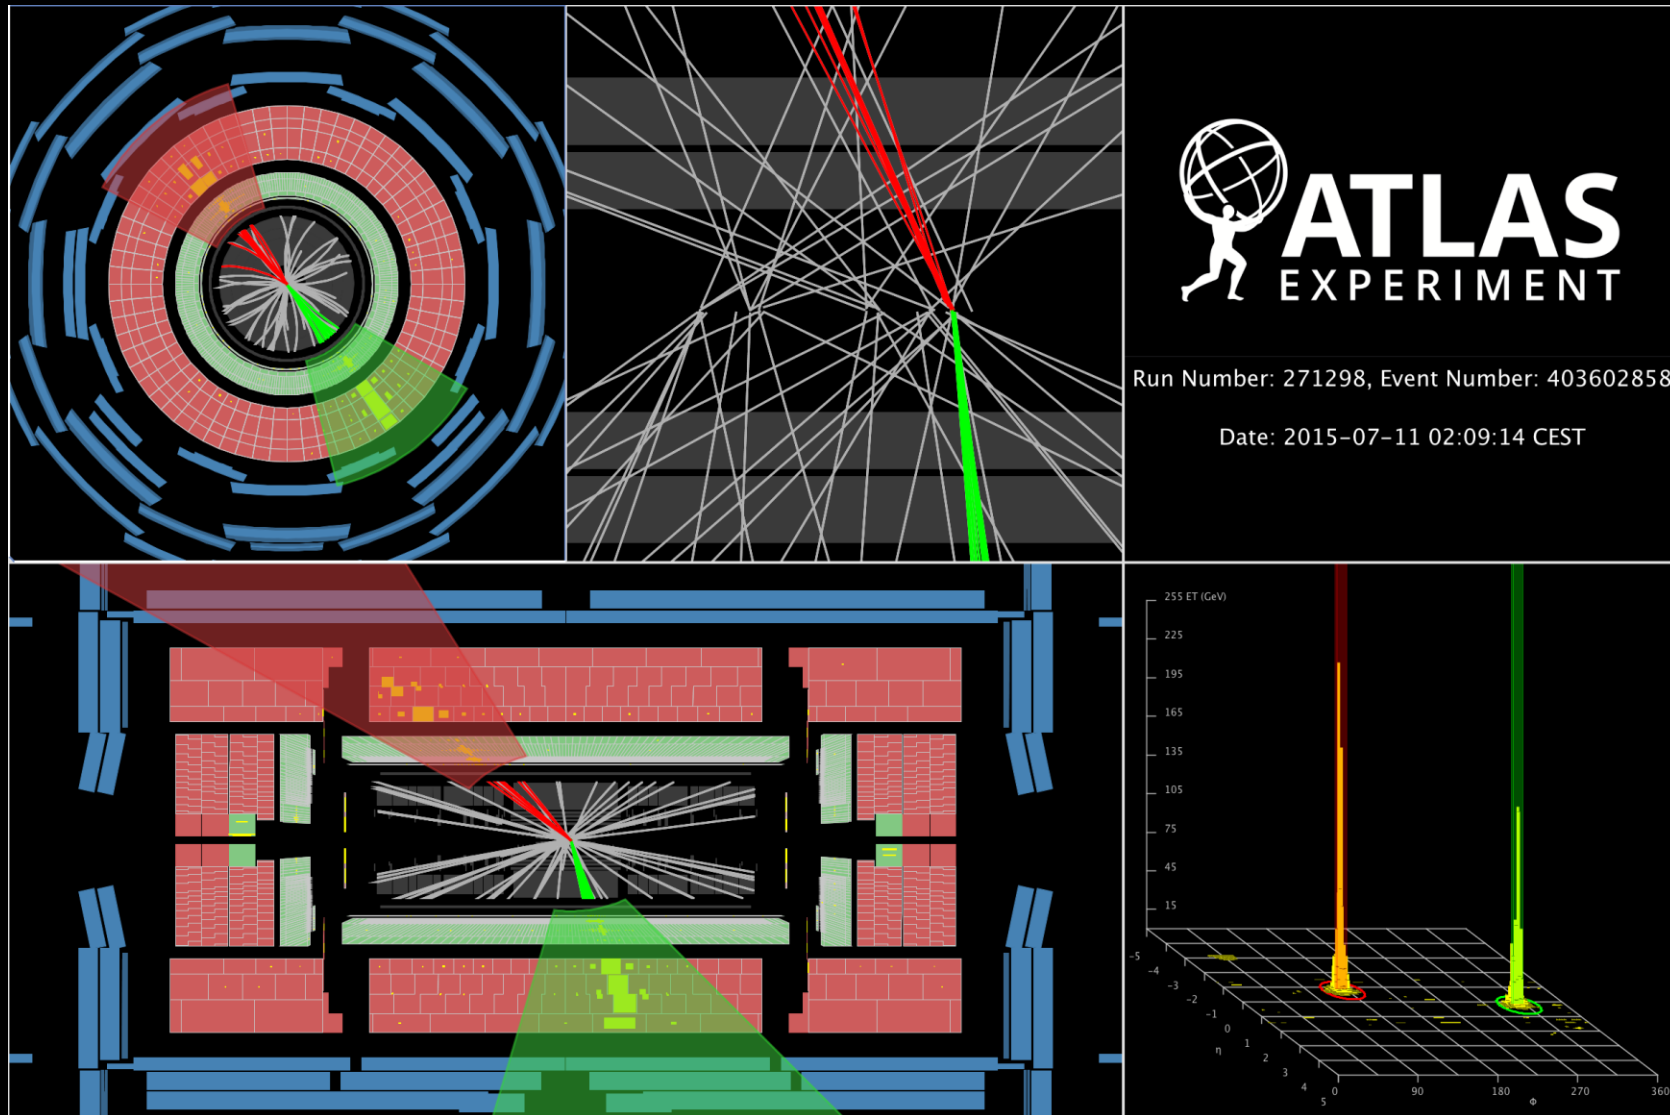 ATLAS
EXPERIMENT
Run Number: 271298, Event Number: 403602858
Date: 2015-07-11 02:09:14 CEST
255 ET (GeV)
225
195
165
135
105
75
45
15
-5
-4
-3
-2
-1
0
1
η
2
3
4
5
0 90 180 270 360
Φ